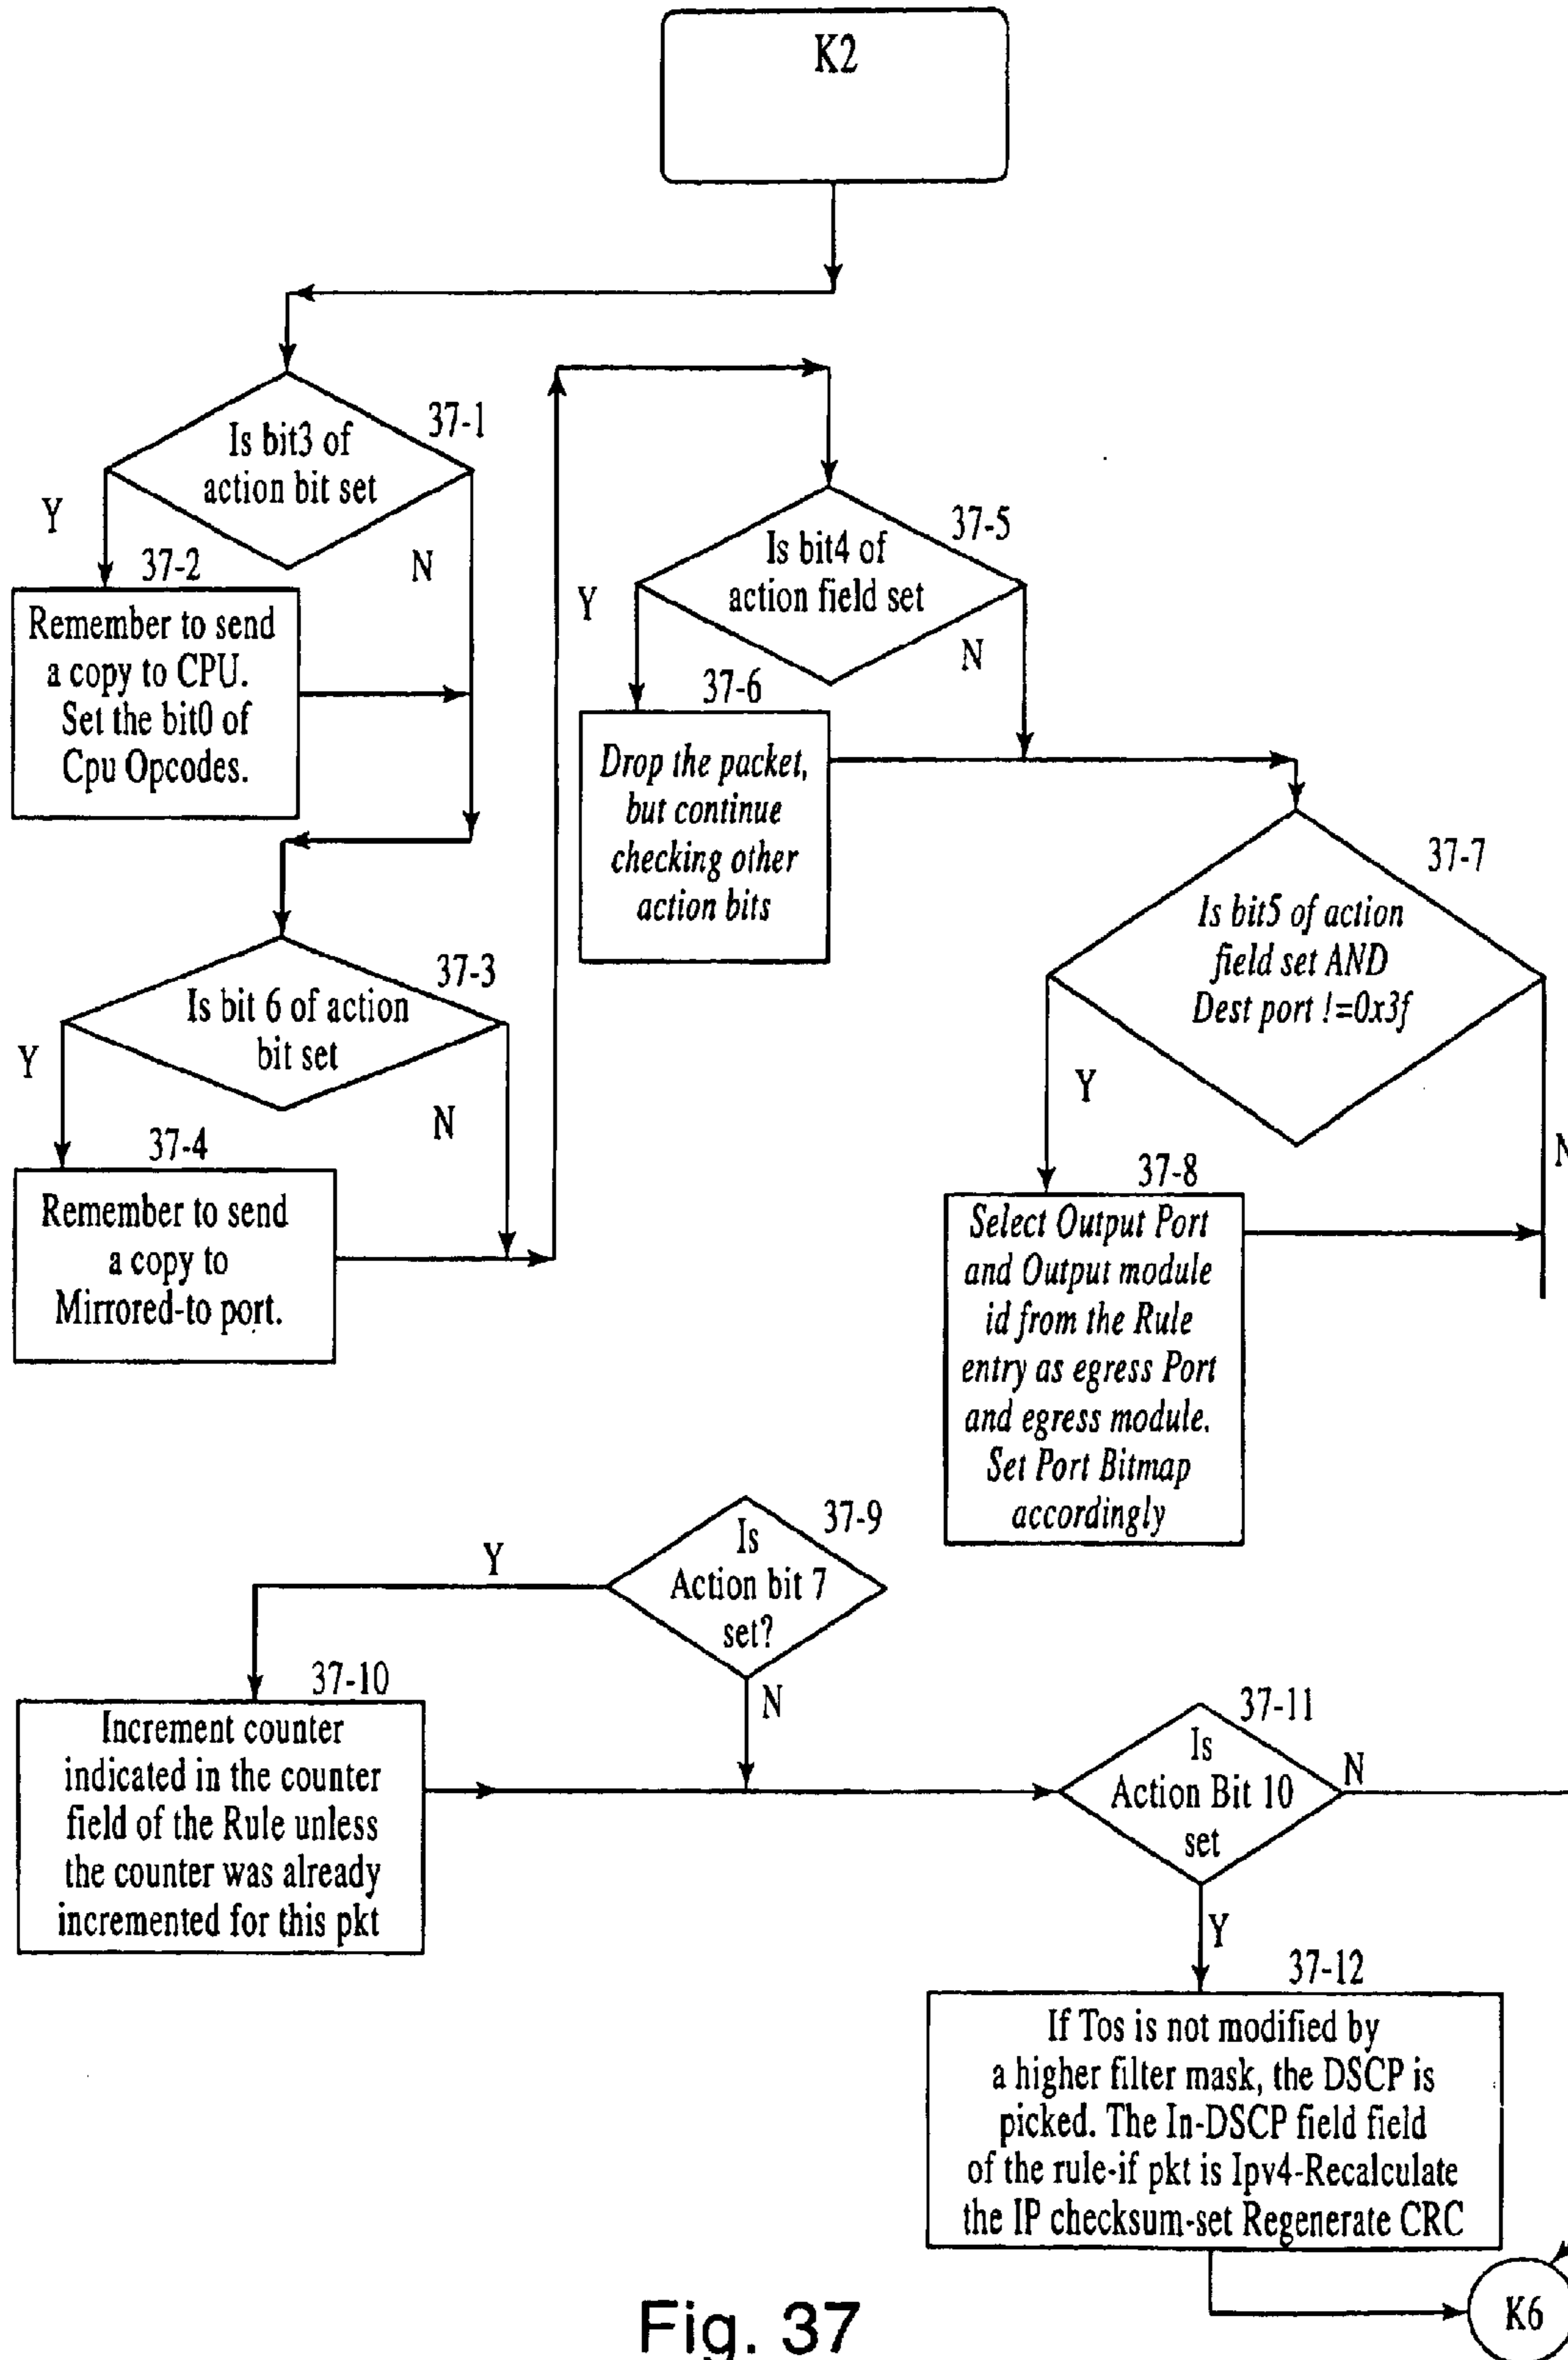 K2
37-1
Is bit3 of
action bit set
Y
N
37-2
Remember to send
a copy to CPU.
Set the bit0 of
Cpu Opcodes.
37-3
Is bit 6 of action
bit set
Y
N
37-4
Remember to send
a copy to
Mirrored-to port.
37-5
Is bit4 of
action field set
Y
N
37-6
Drop the packet,
but continue
checking other
action bits
37-7
Is bit5 of action
field set AND
Dest port !=0x3f
Y
N
37-8
Select Output Port
and Output module
id from the Rule
entry as egress Port
and egress module.
Set Port Bitmap
accordingly
37-9
Is
Action bit 7
set?
Y
N
37-10
Increment counter
indicated in the counter
field of the Rule unless
the counter was already
incremented for this pkt
37-11
Is
Action Bit 10
set
N
Y
37-12
If Tos is not modified by
a higher filter mask, the DSCP is
picked. The In-DSCP field field
of the rule-if pkt is Ipv4-Recalculate
the IP checksum-set Regenerate CRC
K6
Fig. 37